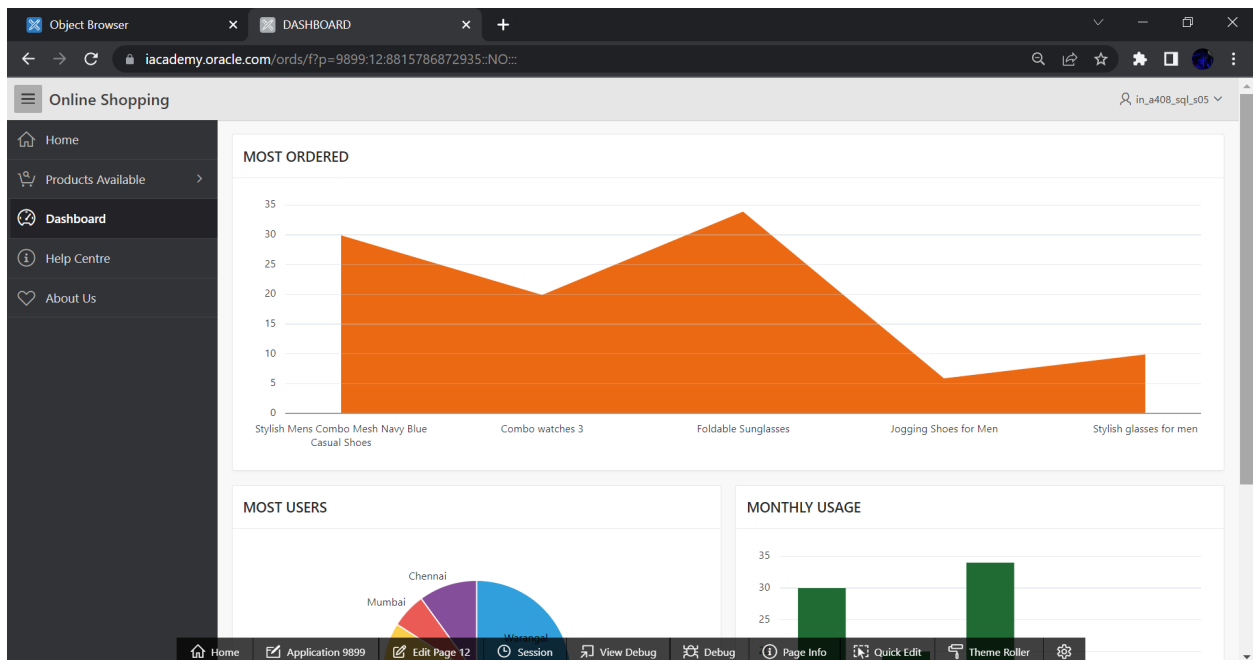 Object Browser
DASHBOARD
iacademy.oracle.com/ords/f?p=9899:12:8815786872935::NO:::
Online Shopping
in_a408_sql_s05
Home
Products Available
Dashboard
Help Centre
About Us
MOST ORDERED
35
30
25
20
15
10
5
0
Stylish Mens Combo Mesh Navy Blue
Casual Shoes
Combo watches 3
Foldable Sunglasses
Jogging Shoes for Men
Stylish glasses for men
MOST USERS
Chennai
Mumbai
Warangal
MONTHLY USAGE
35
30
25
Home
Application 9899
Edit Page 12
Session
View Debug
Debug
Page Info
Quick Edit
Theme Roller